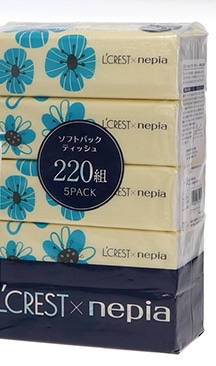 L'CREST × nepia
L'CREST × nepia
ソフトパック
ティッシュ
220組
5PACK
L'CREST × nepia
L'CREST × nepia
L'CREST × nepia